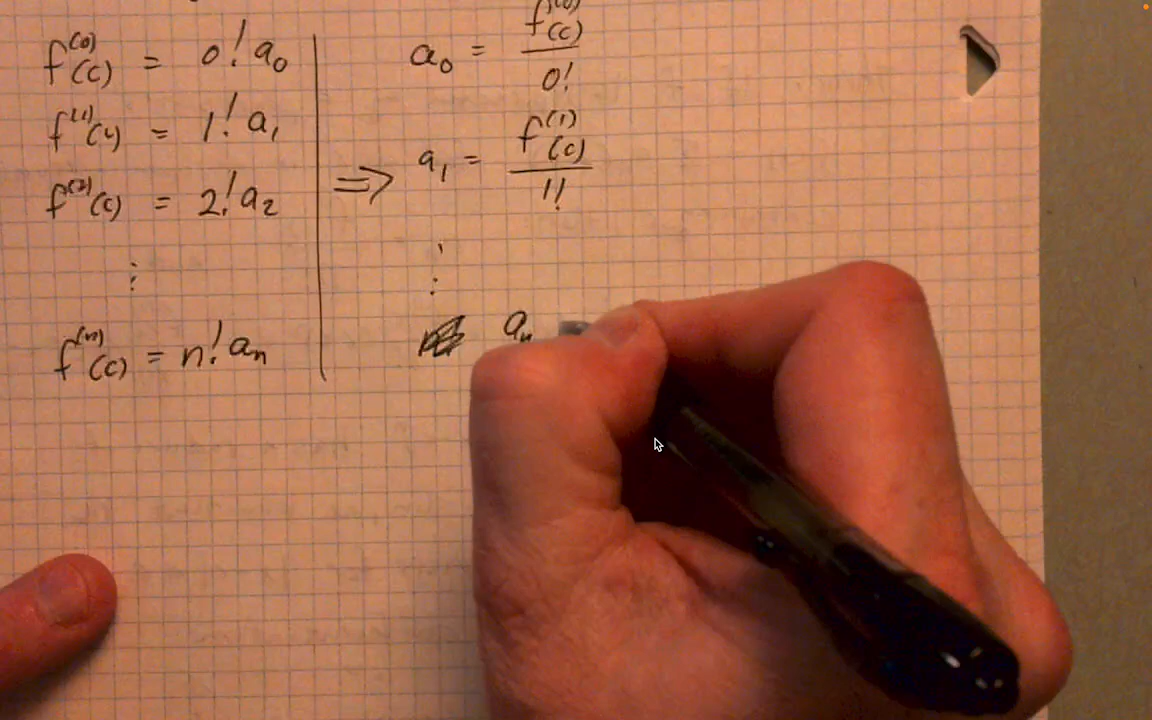 f^(0)(c) = 0! a_0
f^(1)(c) = 1! a_1
f^(2)(c) = 2! a_2
⋮
f^(n)(c) = n! a_n
⇒
a_0 = f^(0)(c) / 0!
a_1 = f^(1)(c) / 1!
⋮
a_n